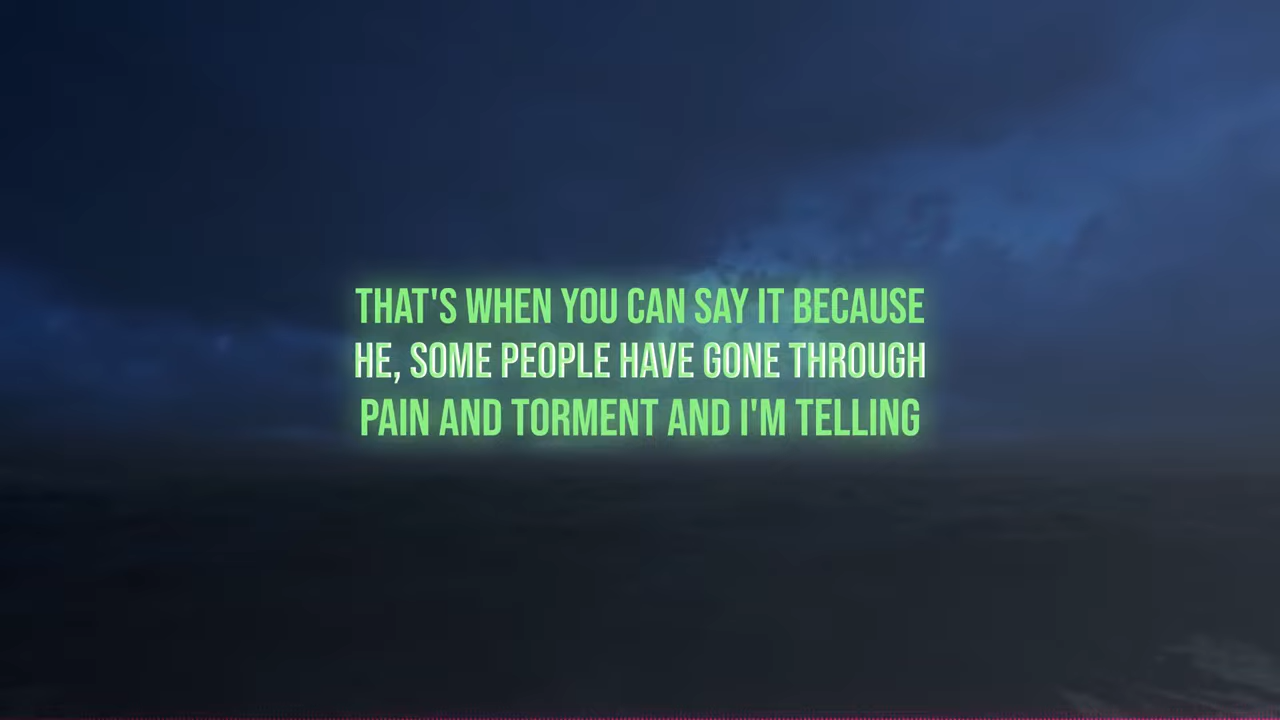 THAT'S WHEN YOU CAN SAY IT BECAUSE
HE, SOME PEOPLE HAVE GONE THROUGH
PAIN AND TORMENT AND I'M TELLING